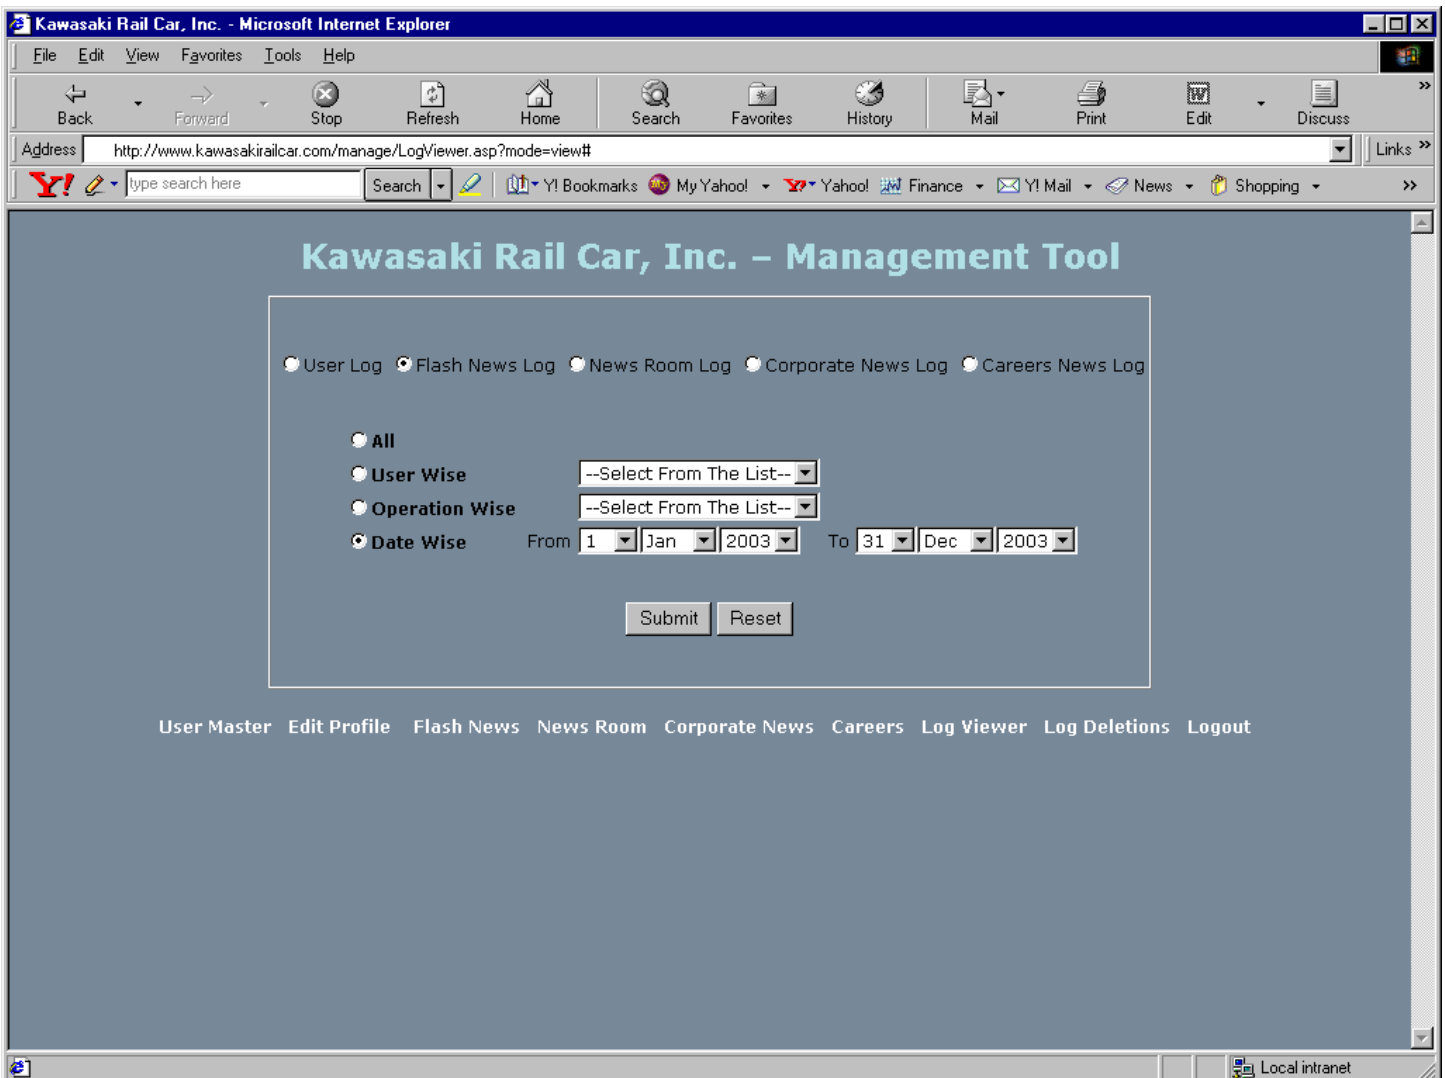 Kawasaki Rail Car, Inc. - Microsoft Internet Explorer
File Edit View Favorites Tools Help
Back Forward Stop Refresh Home Search Favorites History Mail Print Edit Discuss »
Address http://www.kawasakirailcar.com/manage/LogViewer.asp?mode=view# Links »
Y! type search here Search Y! Bookmarks My Yahoo! Y! Yahoo! Finance Y! Mail News Shopping »
Kawasaki Rail Car, Inc. – Management Tool
User Log Flash News Log News Room Log Corporate News Log Careers News Log
All
User Wise --Select From The List--
Operation Wise --Select From The List--
Date Wise From 1 Jan 2003 To 31 Dec 2003
Submit Reset
User Master Edit Profile Flash News News Room Corporate News Careers Log Viewer Log Deletions Logout
Local intranet